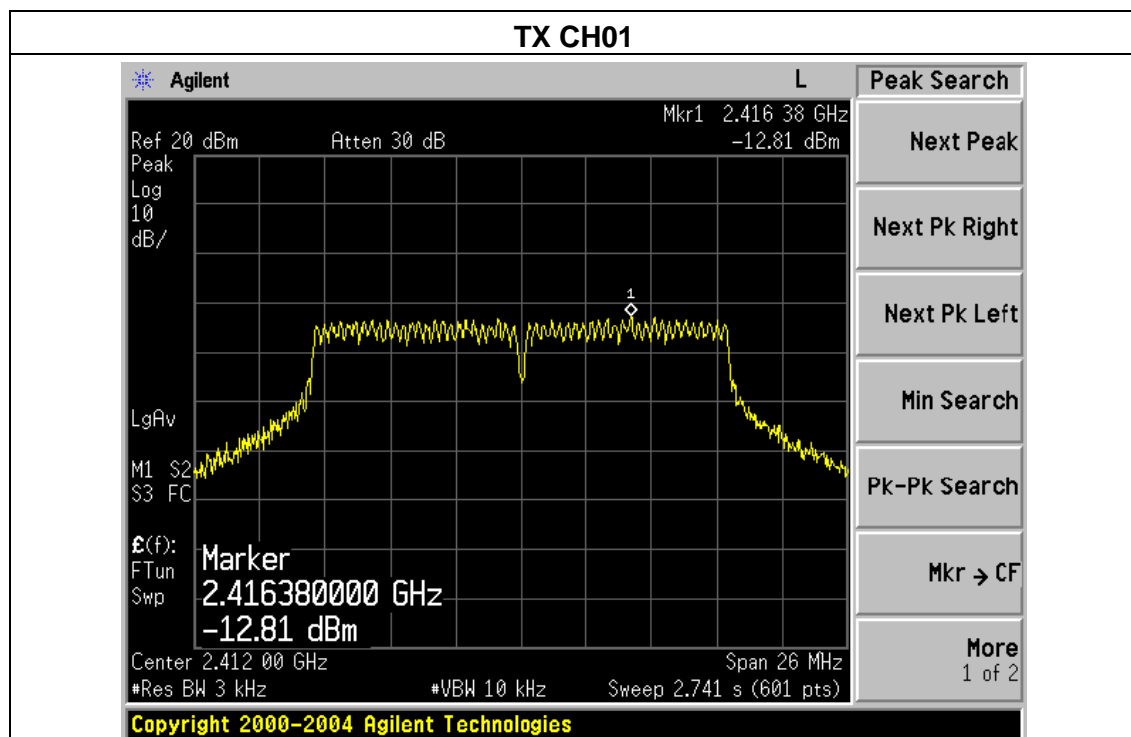 TX CH01
Agilent L
Peak Search
Mkr1 2.416 38 GHz
Ref 20 dBm Atten 30 dB -12.81 dBm
Peak
Log
10
dB/
1
LgAv
M1 S2
S3 FC
£(f):
FTun
Swp
Marker
2.416380000 GHz
-12.81 dBm
Center 2.412 00 GHz Span 26 MHz
#Res BW 3 kHz #VBW 10 kHz Sweep 2.741 s (601 pts)
Copyright 2000-2004 Agilent Technologies
Next Peak
Next Pk Right
Next Pk Left
Min Search
Pk-Pk Search
Mkr → CF
More
1 of 2